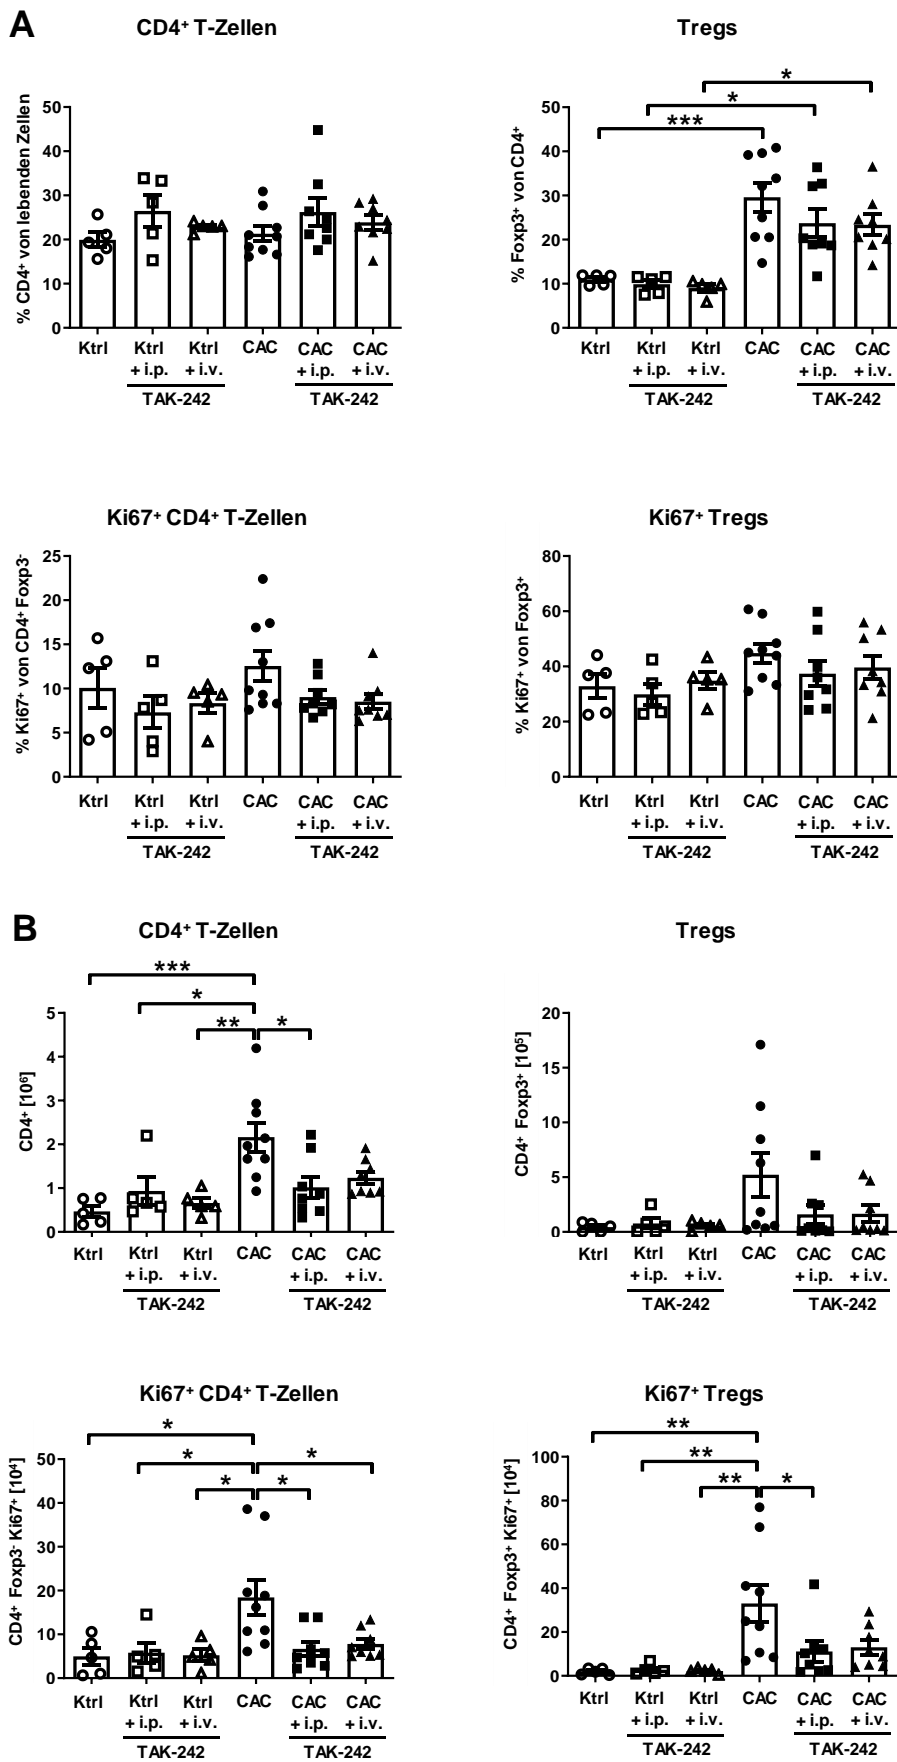 A
CD4⁺ T-Zellen
% CD4⁺ von lebenden Zellen
50
40
30
20
10
0
Ktrl
Ktrl
+ i.p.
Ktrl
+ i.v.
CAC
CAC
+ i.p.
CAC
+ i.v.
TAK-242
TAK-242
Tregs
% Foxp3⁺ von CD4⁺
50
40
30
20
10
0
*
*
***
Ktrl
Ktrl
+ i.p.
Ktrl
+ i.v.
CAC
CAC
+ i.p.
CAC
+ i.v.
TAK-242
TAK-242
Ki67⁺ CD4⁺ T-Zellen
% Ki67⁺ von CD4⁺ Foxp3⁻
25
20
15
10
5
0
Ktrl
Ktrl
+ i.p.
Ktrl
+ i.v.
CAC
CAC
+ i.p.
CAC
+ i.v.
TAK-242
TAK-242
Ki67⁺ Tregs
% Ki67⁺ von Foxp3⁺
80
60
40
20
0
Ktrl
Ktrl
+ i.p.
Ktrl
+ i.v.
CAC
CAC
+ i.p.
CAC
+ i.v.
TAK-242
TAK-242
B
CD4⁺ T-Zellen
CD4⁺ [10⁶]
***
*
**
*
5
4
3
2
1
0
Ktrl
Ktrl
+ i.p.
Ktrl
+ i.v.
CAC
CAC
+ i.p.
CAC
+ i.v.
TAK-242
TAK-242
Tregs
CD4⁺ Foxp3⁺ [10⁵]
20
15
10
5
0
Ktrl
Ktrl
+ i.p.
Ktrl
+ i.v.
CAC
CAC
+ i.p.
CAC
+ i.v.
TAK-242
TAK-242
Ki67⁺ CD4⁺ T-Zellen
CD4⁺ Foxp3⁻ Ki67⁺ [10⁴]
*
*
*
*
*
50
40
30
20
10
0
Ktrl
Ktrl
+ i.p.
Ktrl
+ i.v.
CAC
CAC
+ i.p.
CAC
+ i.v.
TAK-242
TAK-242
Ki67⁺ Tregs
CD4⁺ Foxp3⁺ Ki67⁺ [10⁴]
**
**
**
*
100
80
60
40
20
0
Ktrl
Ktrl
+ i.p.
Ktrl
+ i.v.
CAC
CAC
+ i.p.
CAC
+ i.v.
TAK-242
TAK-242